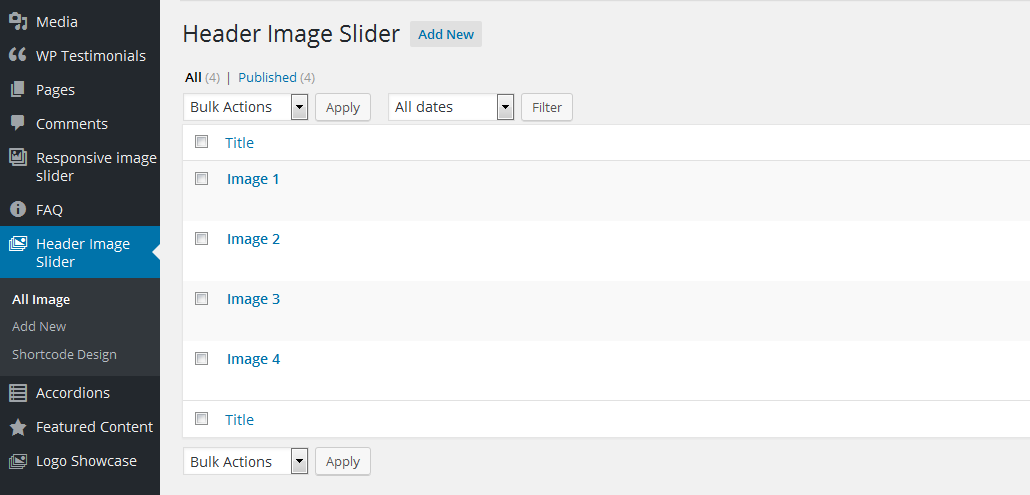 Media
WP Testimonials
Pages
Comments
Responsive image
slider
FAQ
Header Image
Slider
All Image
Add New
Shortcode Design
Accordions
Featured Content
Logo Showcase
Header Image Slider Add New
All (4) | Published (4)
Bulk Actions Apply All dates Filter
Title
Image 1
Image 2
Image 3
Image 4
Title
Bulk Actions Apply